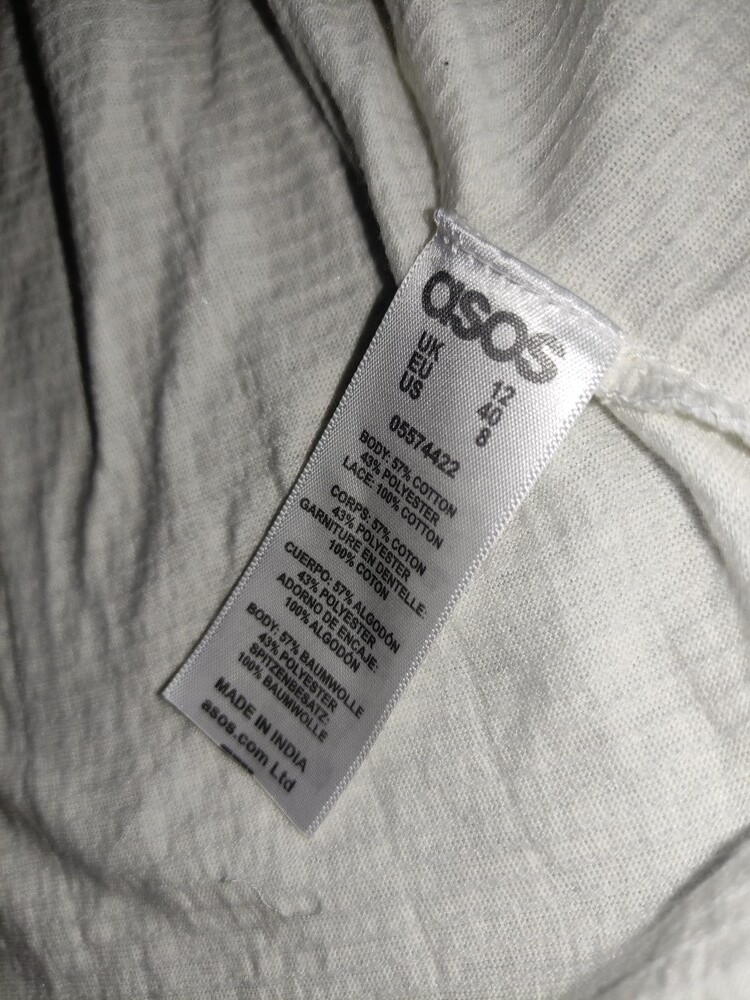 asos
UK 12
EU 40
US 8
05574422
BODY: 57% COTTON
43% POLYESTER
LACE: 100% COTTON
CORPS: 57% COTON
43% POLYESTER
GARNITURE EN DENTELLE:
100% COTON
CUERPO: 57% ALGODÓN
43% POLYESTER
ADORNO DE ENCAJE:
100% ALGODÓN
BODY: 57% BAUMWOLLE
43% POLYESTER
SPITZENBESATZ:
100% BAUMWOLLE
MADE IN INDIA
asos.com Ltd